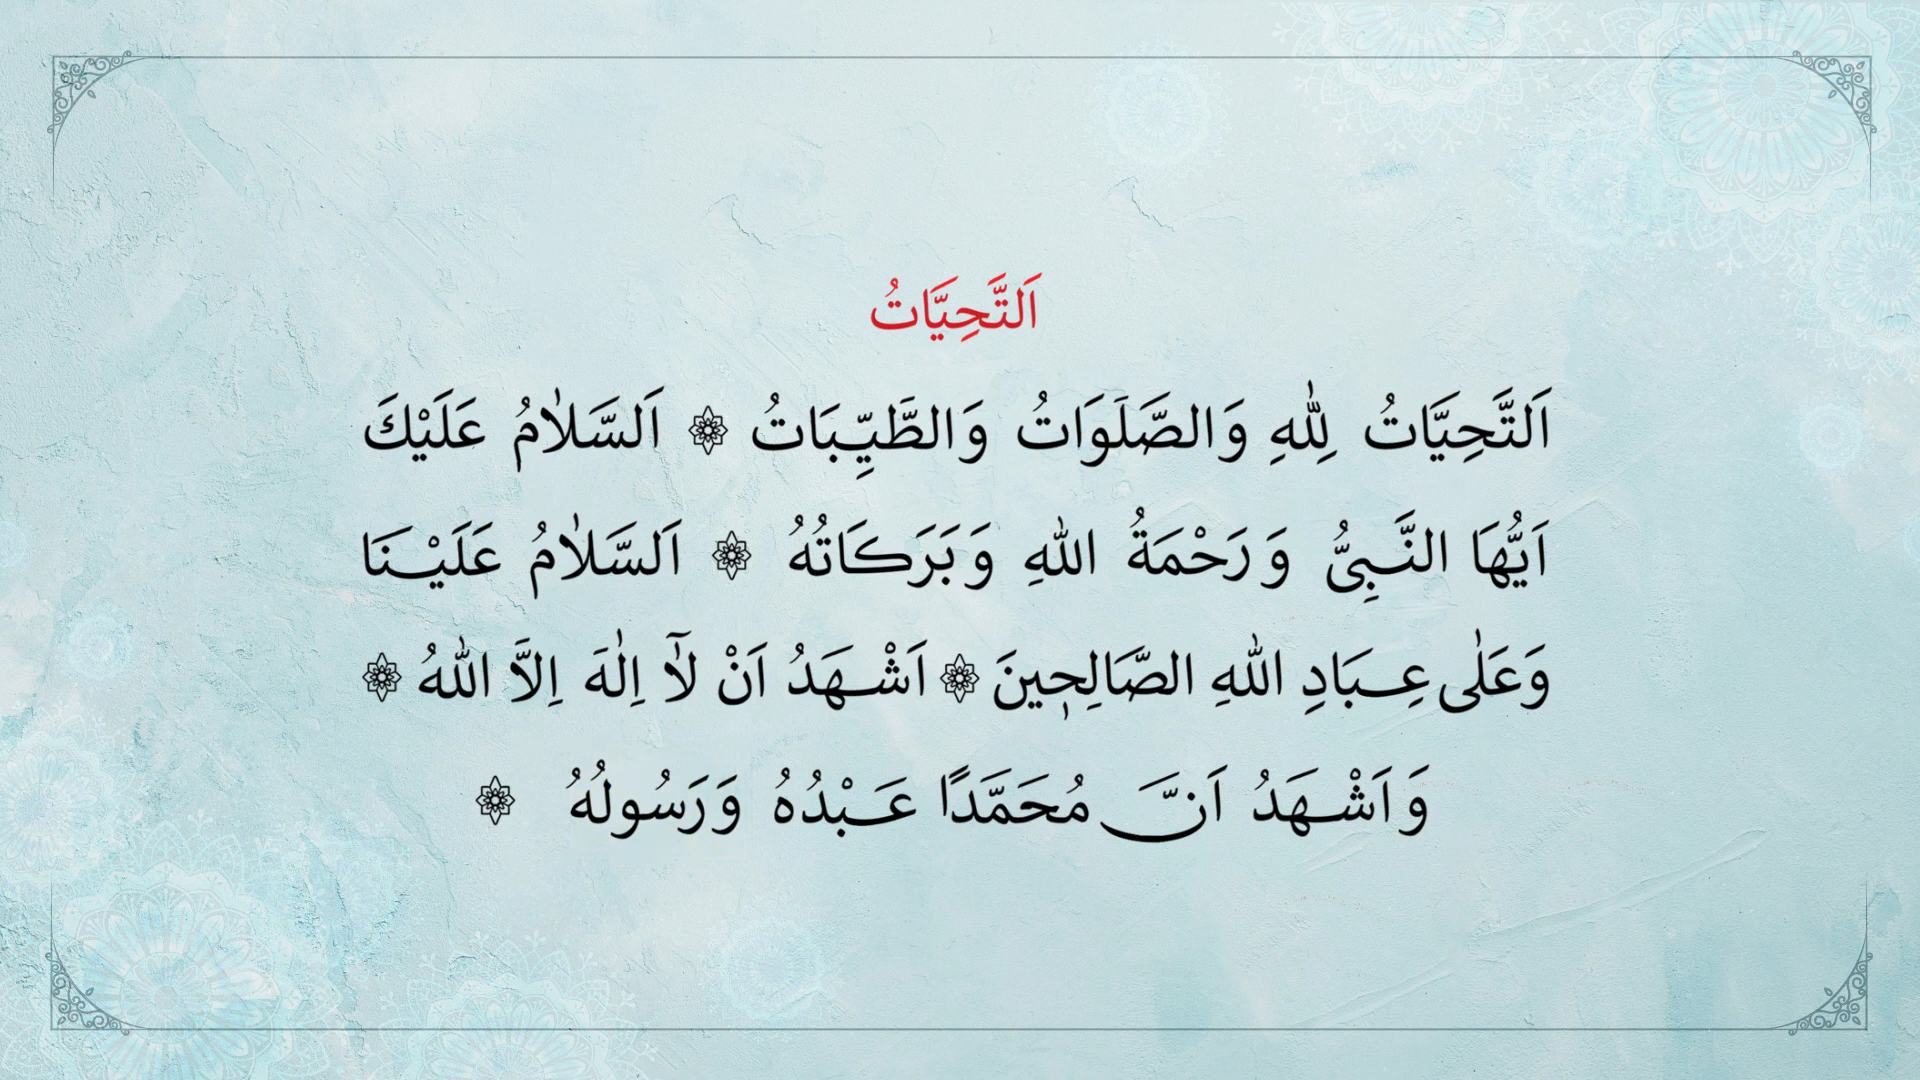 اَلتَّحِيَّاتُ
اَلتَّحِيَّاتُ لِلّٰهِ وَالصَّلَوَاتُ وَالطَّيِّبَاتُ ۞ اَلسَّلَامُ عَلَيْكَ
اَيُّهَا النَّبِىُّ وَرَحْمَةُ اللهِ وَبَرَكَاتُهُ ۞ اَلسَّلَامُ عَلَيْنَا
وَعَلٰى عِبَادِ اللهِ الصَّالِحٖينَ ۞ اَشْهَدُ اَنْ لَٓا اِلٰهَ اِلَّا اللهُ ۞
وَاَشْهَدُ اَنَّ مُحَمَّدًا عَبْدُهُ وَرَسُولُهُ ۞